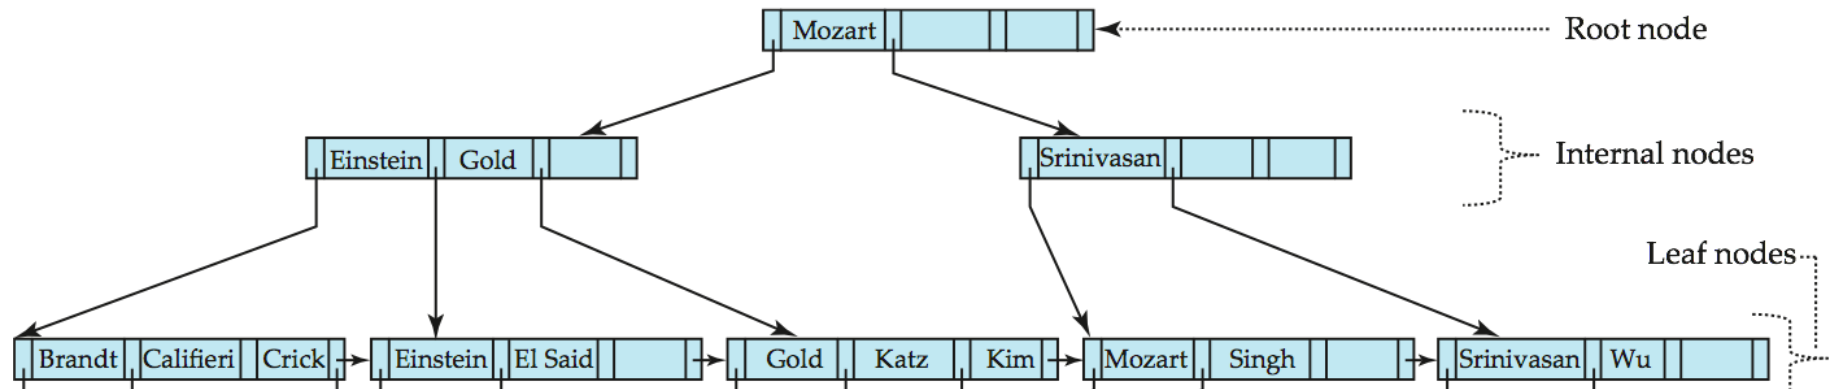 Mozart
Root node
Einstein Gold
Srinivasan
Internal nodes
Leaf nodes
Brandt Califieri Crick
Einstein El Said
Gold Katz Kim
Mozart Singh
Srinivasan Wu